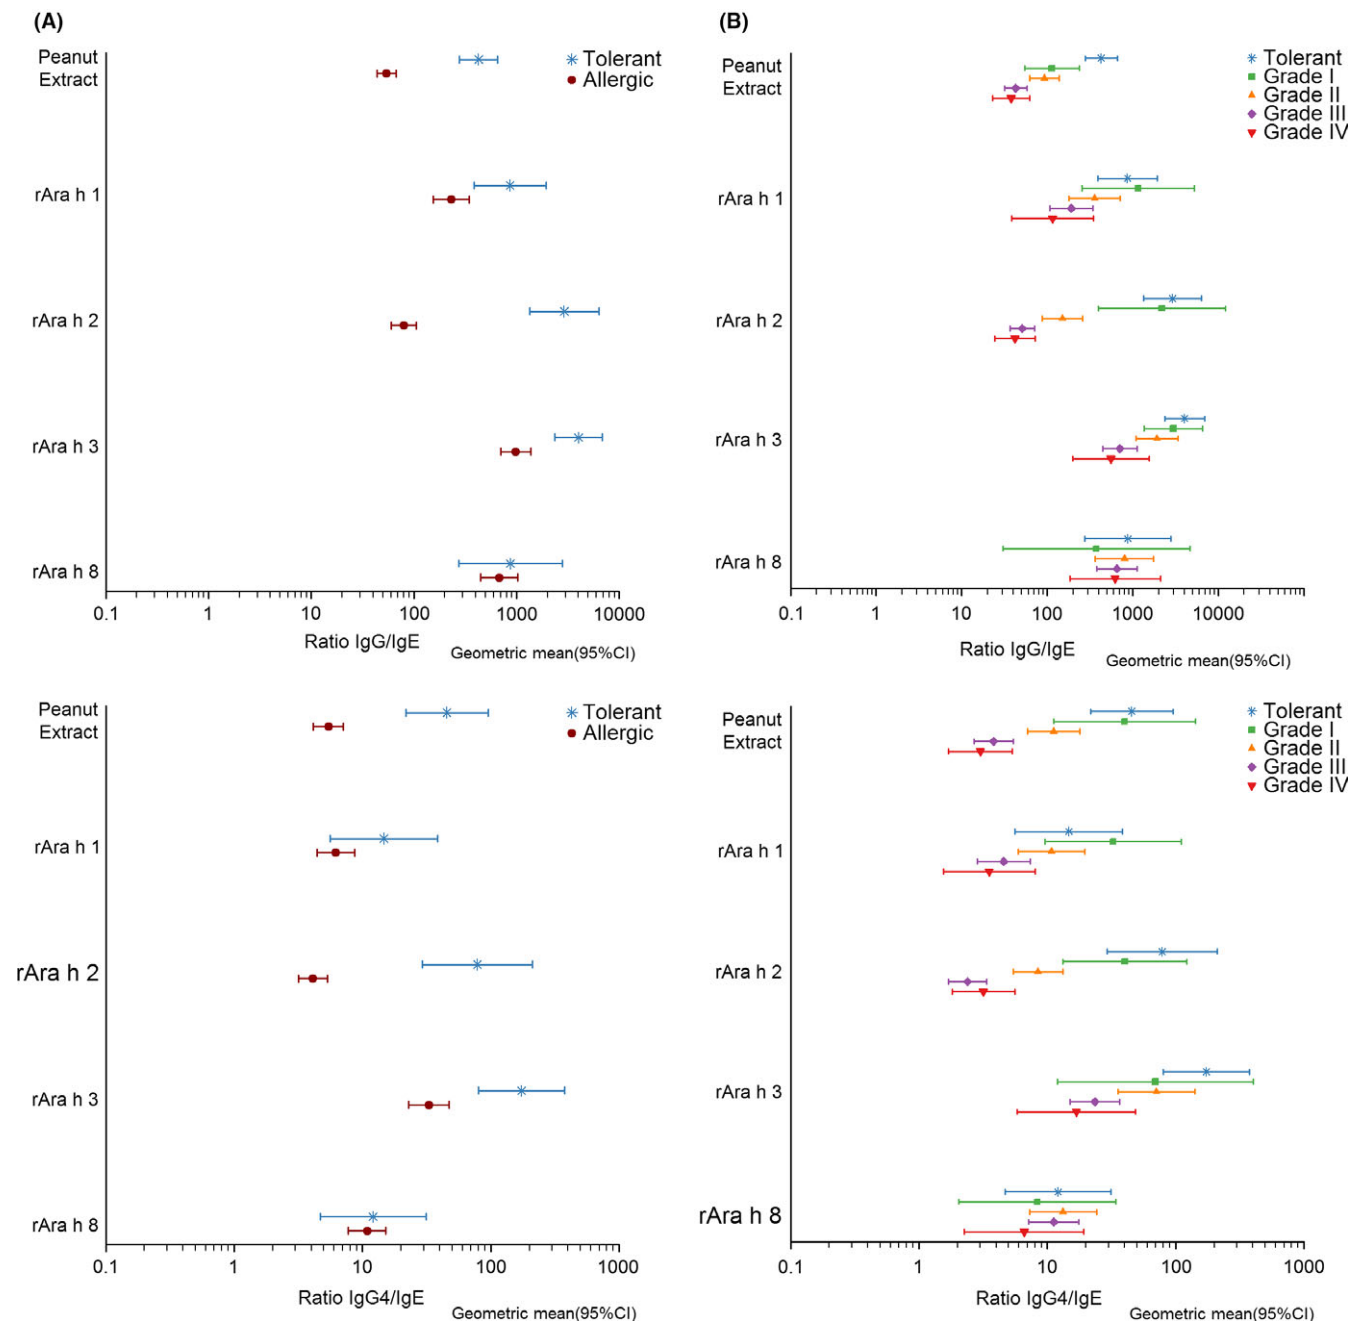 (A)
Peanut
Extract
Tolerant
Allergic
rAra h 1
rAra h 2
rAra h 3
rAra h 8
0.1 1 10 100 1000 10000
Ratio IgG/IgE
Geometric mean(95%CI)
(B)
Peanut
Extract
Tolerant
Grade I
Grade II
Grade III
Grade IV
rAra h 1
rAra h 2
rAra h 3
rAra h 8
0.1 1 10 100 1000 10000
Ratio IgG/IgE
Geometric mean(95%CI)
Peanut
Extract
Tolerant
Allergic
rAra h 1
rAra h 2
rAra h 3
rAra h 8
0.1 1 10 100 1000
Ratio IgG4/IgE
Geometric mean(95%CI)
Peanut
Extract
Tolerant
Grade I
Grade II
Grade III
Grade IV
rAra h 1
rAra h 2
rAra h 3
rAra h 8
0.1 1 10 100 1000
Ratio IgG4/IgE
Geometric mean(95%CI)